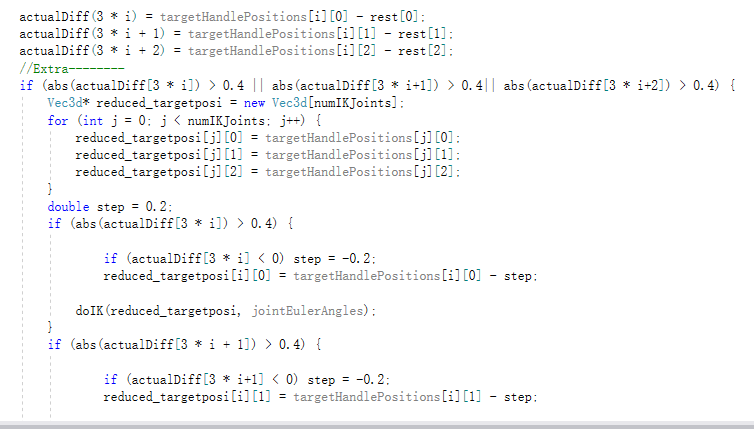 actualDiff(3 * i) = targetHandlePositions[i][0] - rest[0];
actualDiff(3 * i + 1) = targetHandlePositions[i][1] - rest[1];
actualDiff(3 * i + 2) = targetHandlePositions[i][2] - rest[2];
//Extra--------
if (abs(actualDiff[3 * i]) > 0.4 || abs(actualDiff[3 * i+1]) > 0.4|| abs(actualDiff[3 * i+2]) > 0.4) {
Vec3d* reduced_targetposi = new Vec3d[numIKJoints];
for (int j = 0; j < numIKJoints; j++) {
reduced_targetposi[j][0] = targetHandlePositions[j][0];
reduced_targetposi[j][1] = targetHandlePositions[j][1];
reduced_targetposi[j][2] = targetHandlePositions[j][2];
}
double step = 0.2;
if (abs(actualDiff[3 * i]) > 0.4) {
if (actualDiff[3 * i] < 0) step = -0.2;
reduced_targetposi[i][0] = targetHandlePositions[i][0] - step;
doIK(reduced_targetposi, jointEulerAngles);
}
if (abs(actualDiff[3 * i + 1]) > 0.4) {
if (actualDiff[3 * i+1] < 0) step = -0.2;
reduced_targetposi[i][1] = targetHandlePositions[i][1] - step;